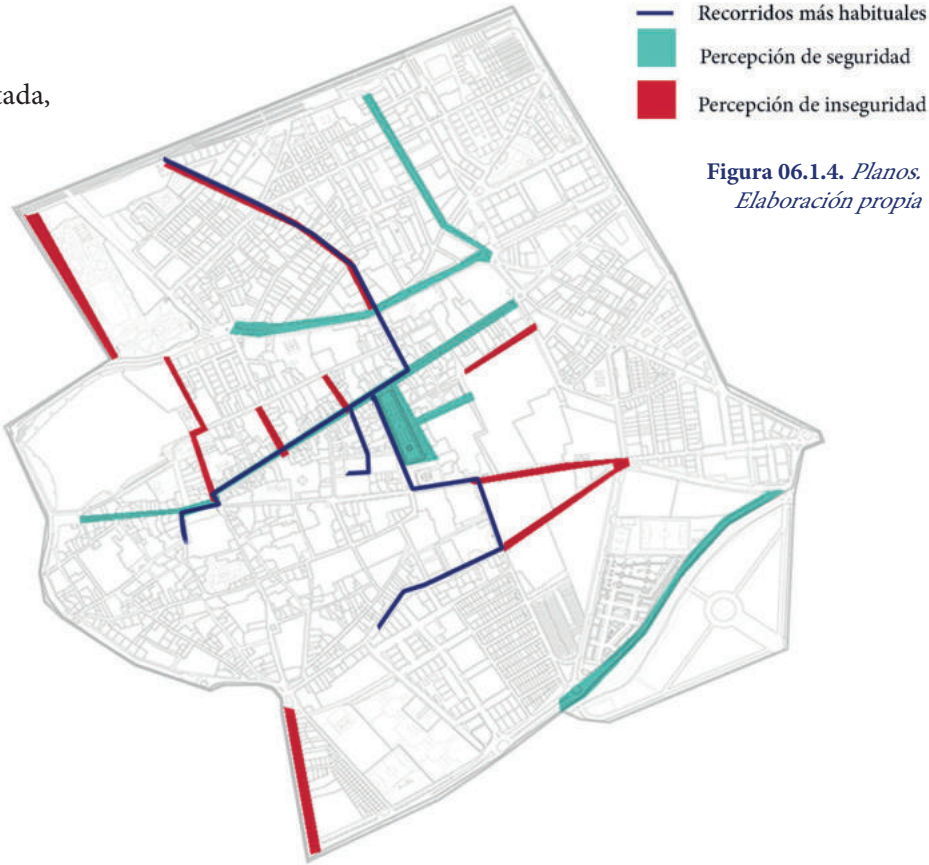 Recorridos más habituales
Percepción de seguridad
tada,
Percepción de inseguridad
Figura 06.1.4. Planos.
Elaboración propia